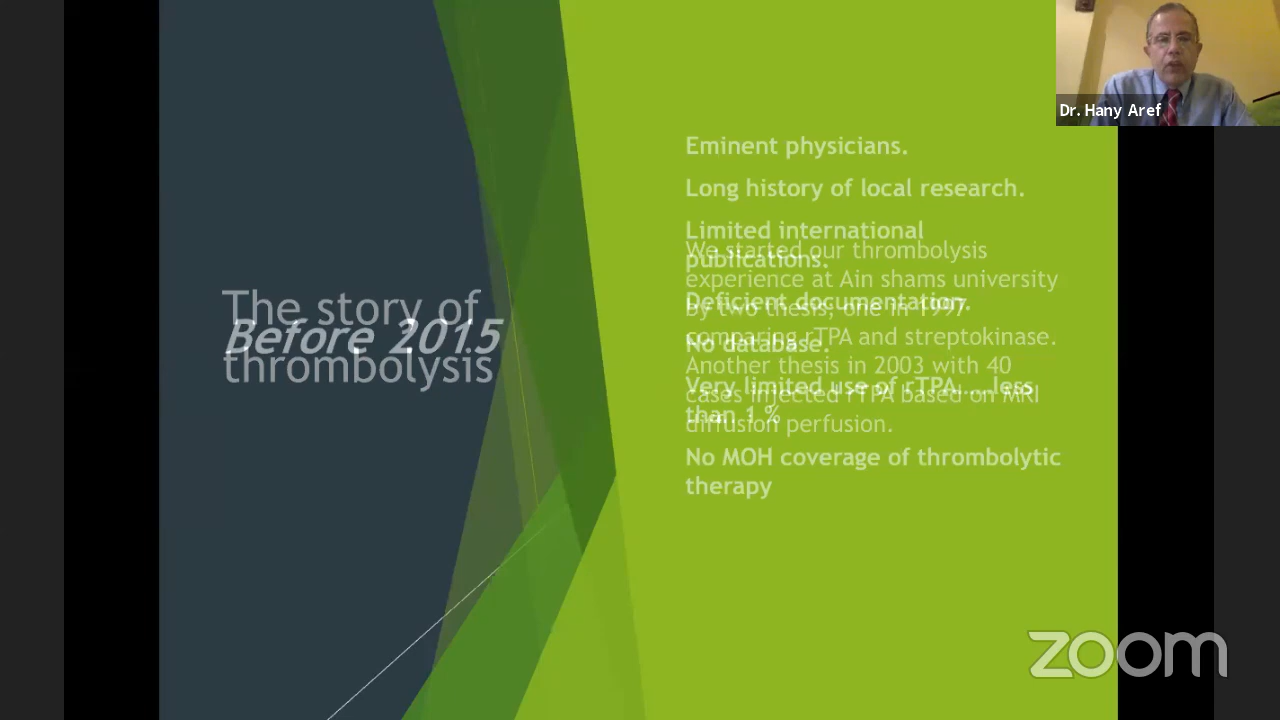 Dr. Hany Aref
The story of
thrombolysis
Before 2015
We started our thrombolysis
experience at Ain shams university
by two thesis; one in 1997
comparing rTPA and streptokinase.
Another thesis in 2003 with 40
cases injected rTPA based on MRI
diffusion perfusion.
Eminent physicians.
Long history of local research.
Limited international
publications.
Deficient documentation.
No database.
Very limited use of rTPA.....less
than 1 %
No MOH coverage of thrombolytic
therapy
zoom